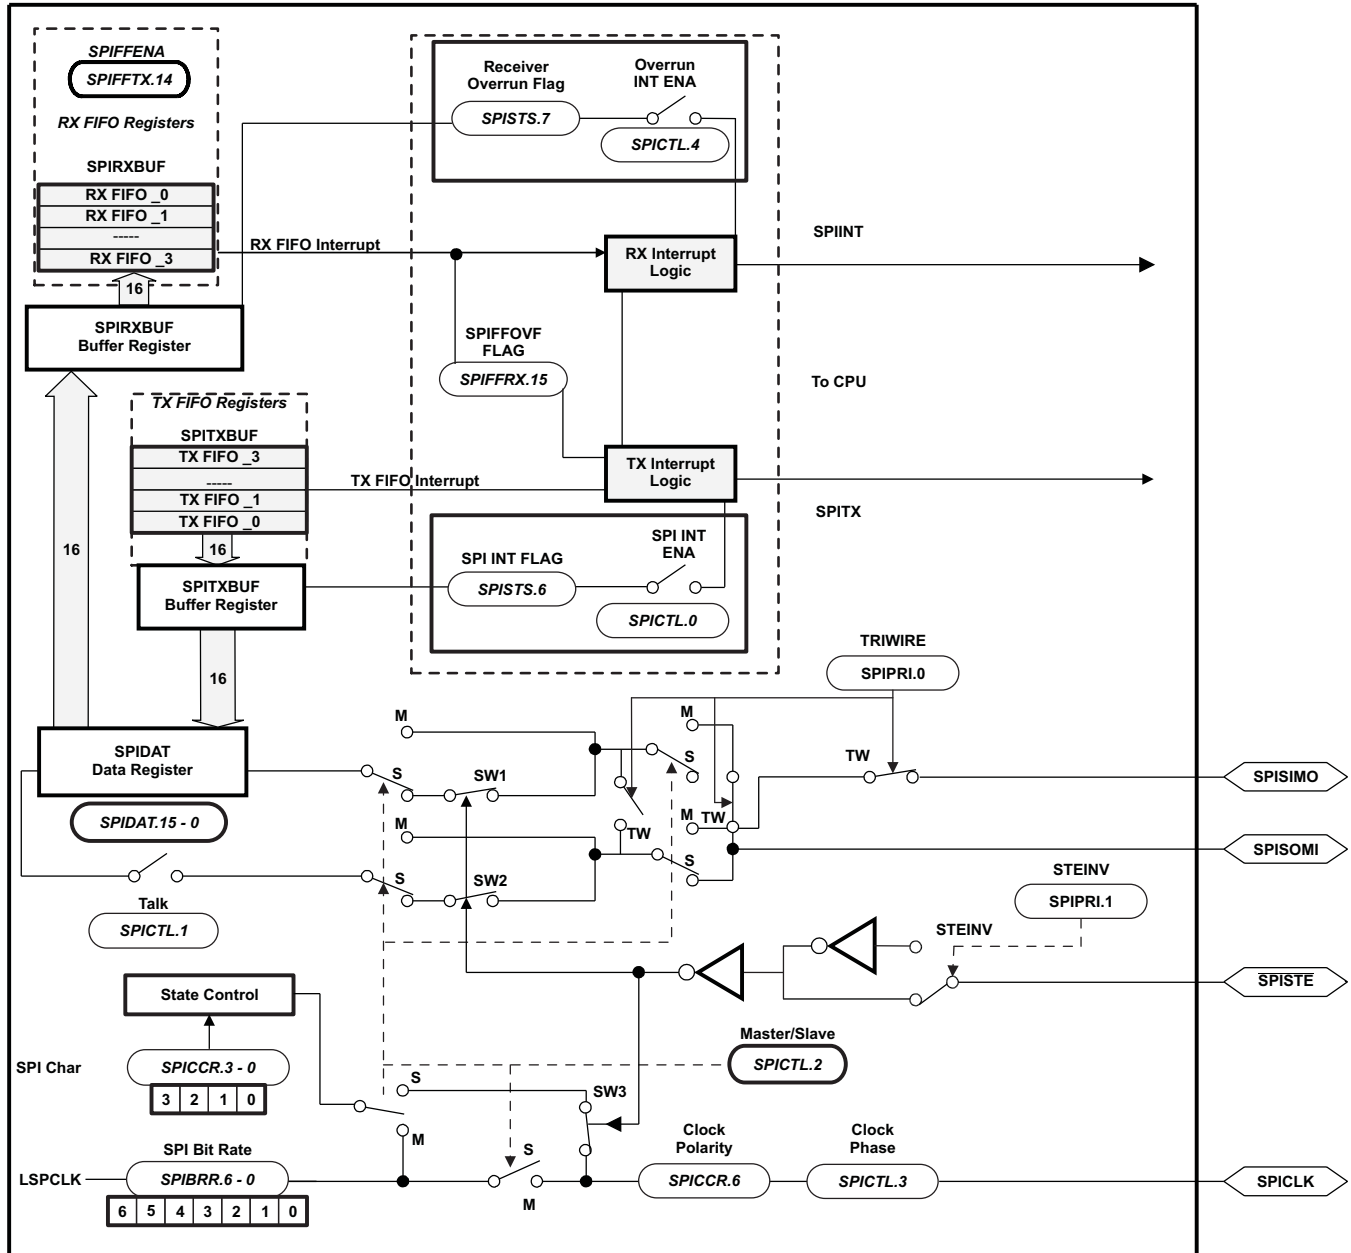 SPIFFENA
SPIFFTX.14
RX FIFO Registers
SPIRXBUF
RX FIFO _0
RX FIFO _1
-----
RX FIFO _3
16
SPIRXBUF
Buffer Register
Receiver
Overrun Flag
SPISTS.7
Overrun
INT ENA
SPICTL.4
RX FIFO Interrupt
RX Interrupt
Logic
SPIINT
SPIFFOVF
FLAG
SPIFFRX.15
To CPU
TX FIFO Registers
SPITXBUF
TX FIFO _3
-----
TX FIFO _1
TX FIFO _0
TX FIFO Interrupt
TX Interrupt
Logic
SPITX
16
16
SPITXBUF
Buffer Register
SPI INT FLAG
SPISTS.6
SPI INT
ENA
SPICTL.0
16
TRIWIRE
SPIPRI.0
SPIDAT
Data Register
SPIDAT.15 - 0
M
S
SW1
M
S
TW
SPISIMO
M
S
SW2
TW
M
TW
S
SPISOMI
Talk
SPICTL.1
STEINV
SPIPRI.1
STEINV
SPISTE
State Control
SPI Char
SPICCR.3 - 0
3 2 1 0
Master/Slave
SPICTL.2
S
M
SW3
SPI Bit Rate
LSPCLK
SPIBRR.6 - 0
6 5 4 3 2 1 0
S
M
Clock
Polarity
SPICCR.6
Clock
Phase
SPICTL.3
SPICLK